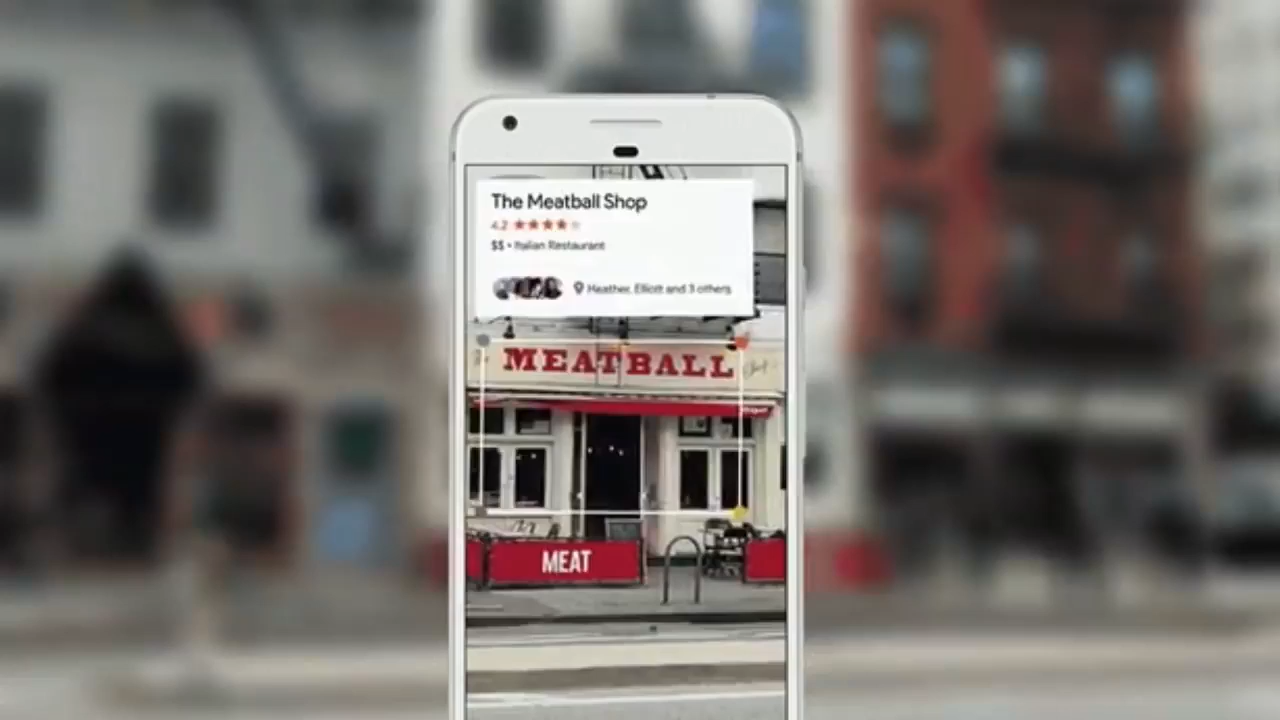 The Meatball Shop
4.2
$$ • Italian Restaurant
Heather, Elliott and 3 others
MEATBALL
MEAT